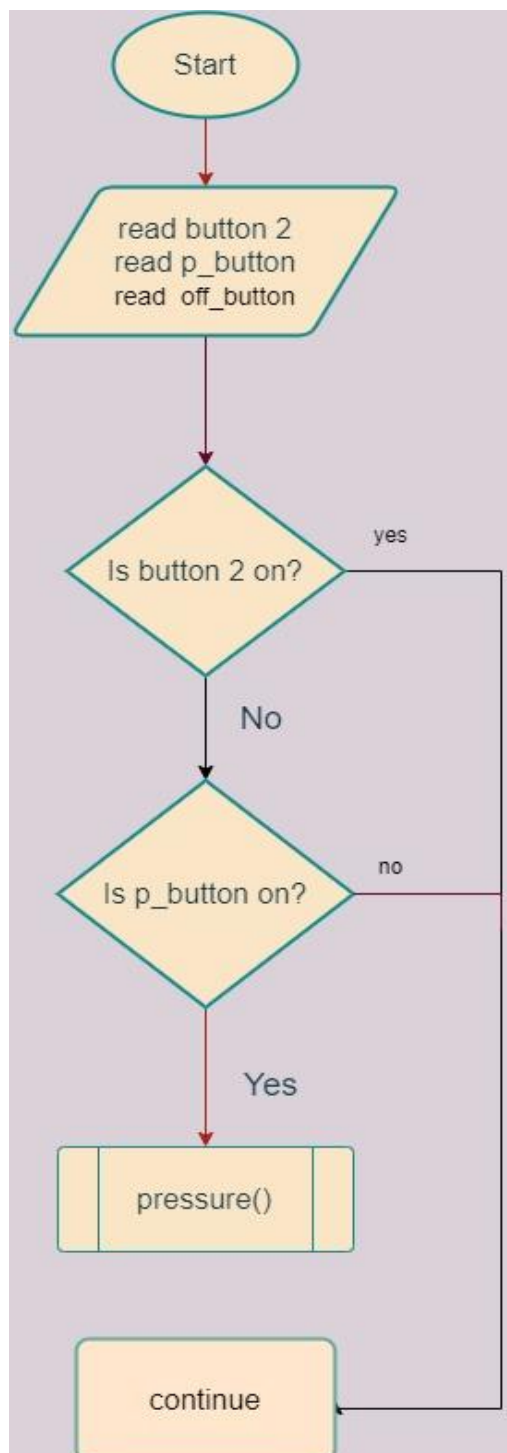 Start
read button 2
read p_button
read off_button
Is button 2 on?
yes
No
Is p_button on?
no
Yes
pressure()
continue